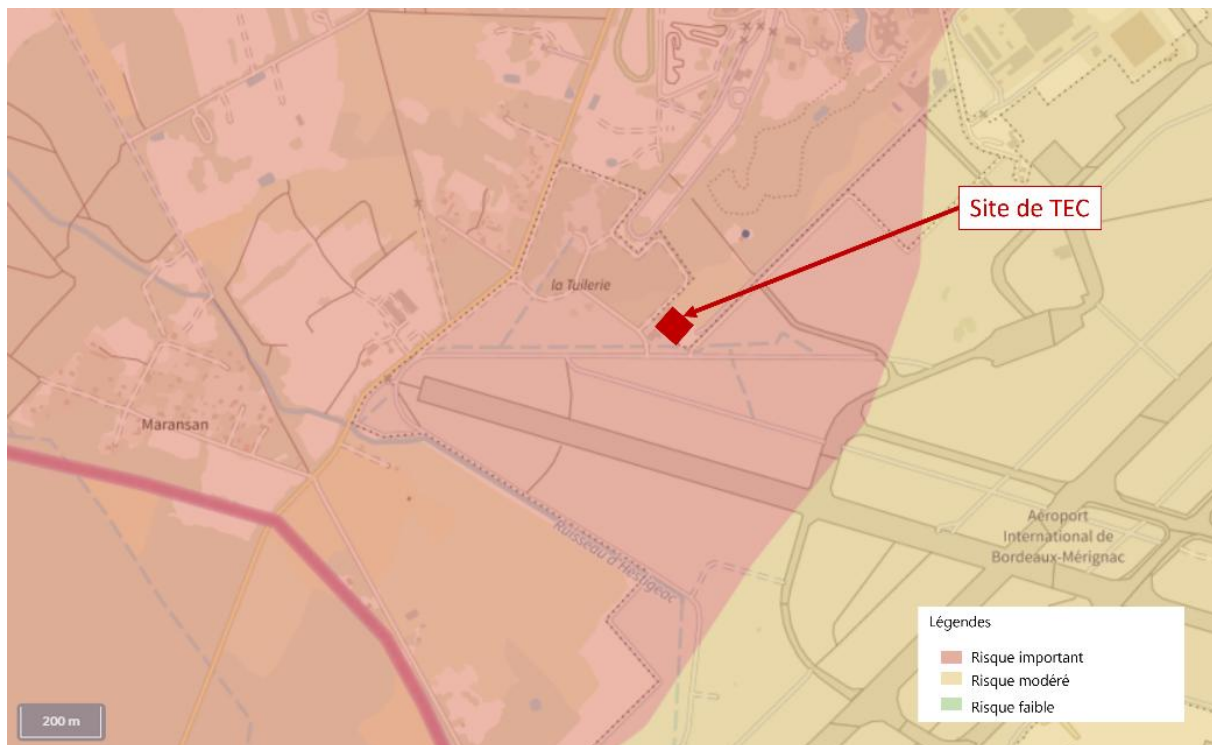 Site de TEC
la Tuilerie
Maransan
Ruisseau d'Hestigeac
Aéroport
International de
Bordeaux-Mérignac
Légendes
Risque important
Risque modéré
Risque faible
200 m